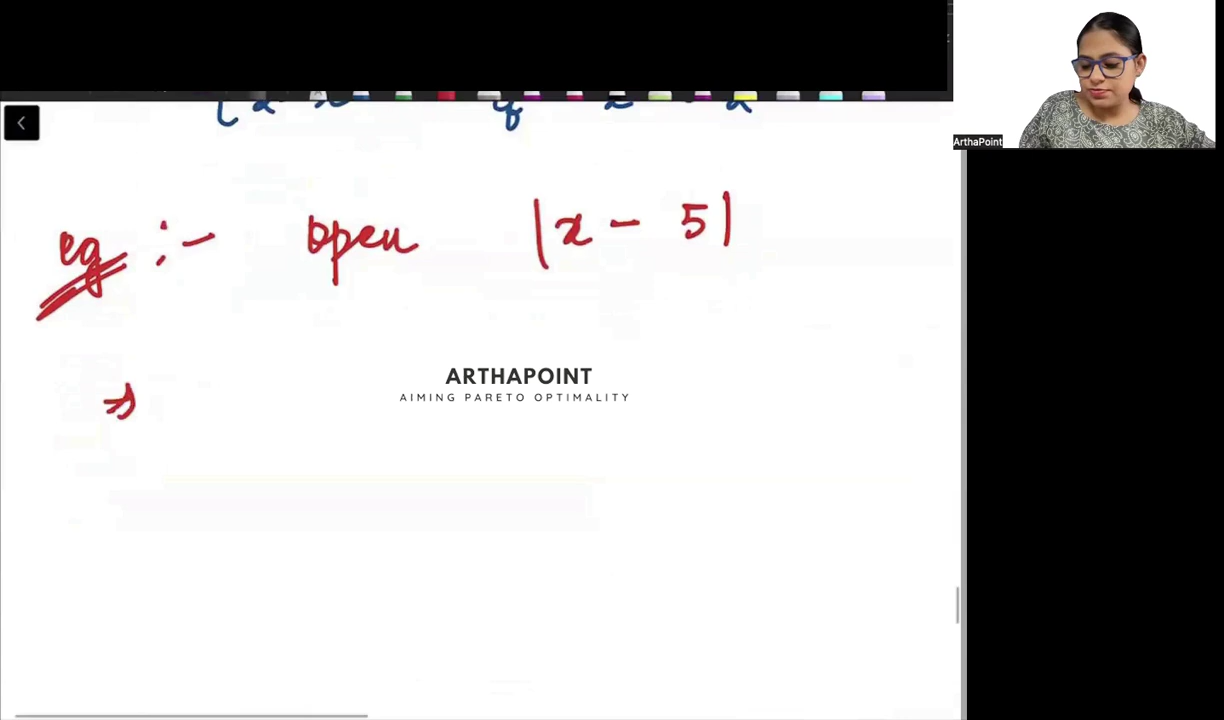 ArthaPoint
eg :- open |x - 5|
ARTHAPOINT
AIMING PARETO OPTIMALITY
⇒